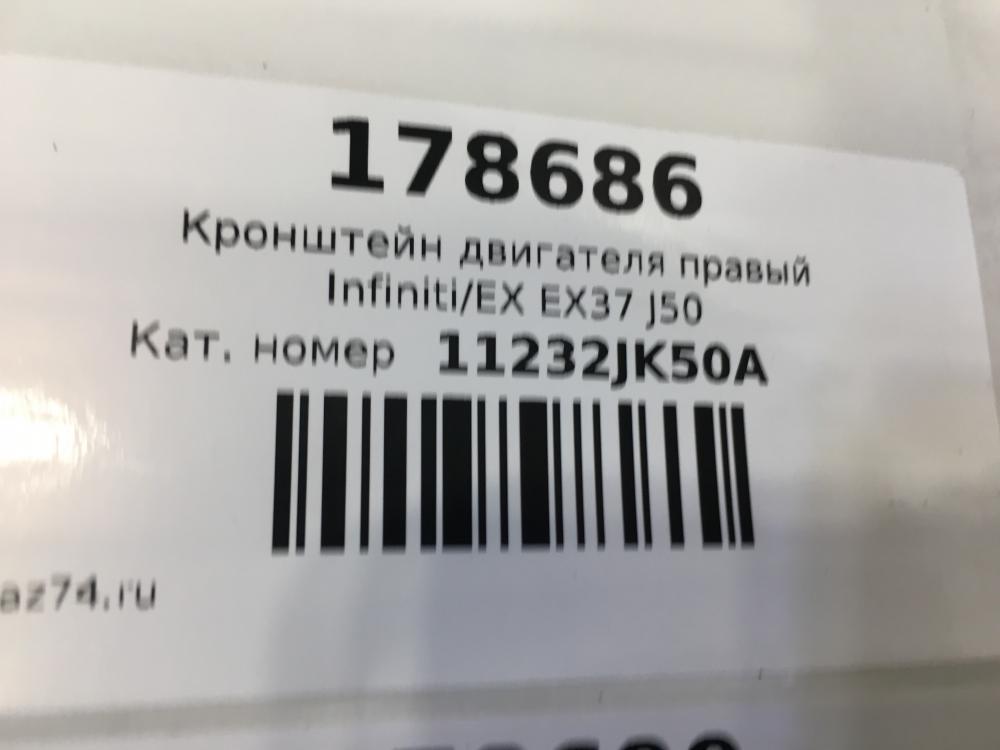 178686
Кронштейн двигателя правый
Infiniti/EX EX37 J50
Кат. номер 11232JK50A
az74.ru